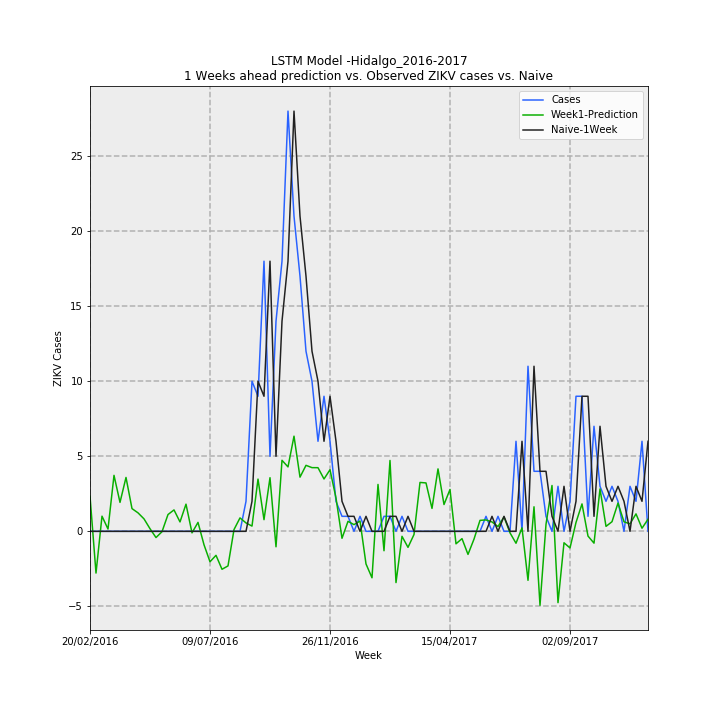 LSTM Model -Hidalgo_2016-2017
1 Weeks ahead prediction vs. Observed ZIKV cases vs. Naive
Cases
Week1-Prediction
Naive-1Week
ZIKV Cases
25
20
15
10
5
0
−5
20/02/2016 09/07/2016 26/11/2016 15/04/2017 02/09/2017
Week